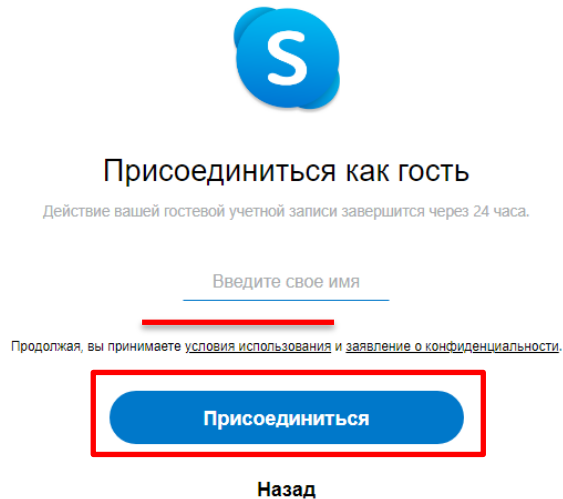 S
Присоединиться как гость
Действие вашей гостевой учетной записи завершится через 24 часа.
Введите свое имя
Продолжая, вы принимаете условия использования и заявление о конфиденциальности.
Присоединиться
Назад